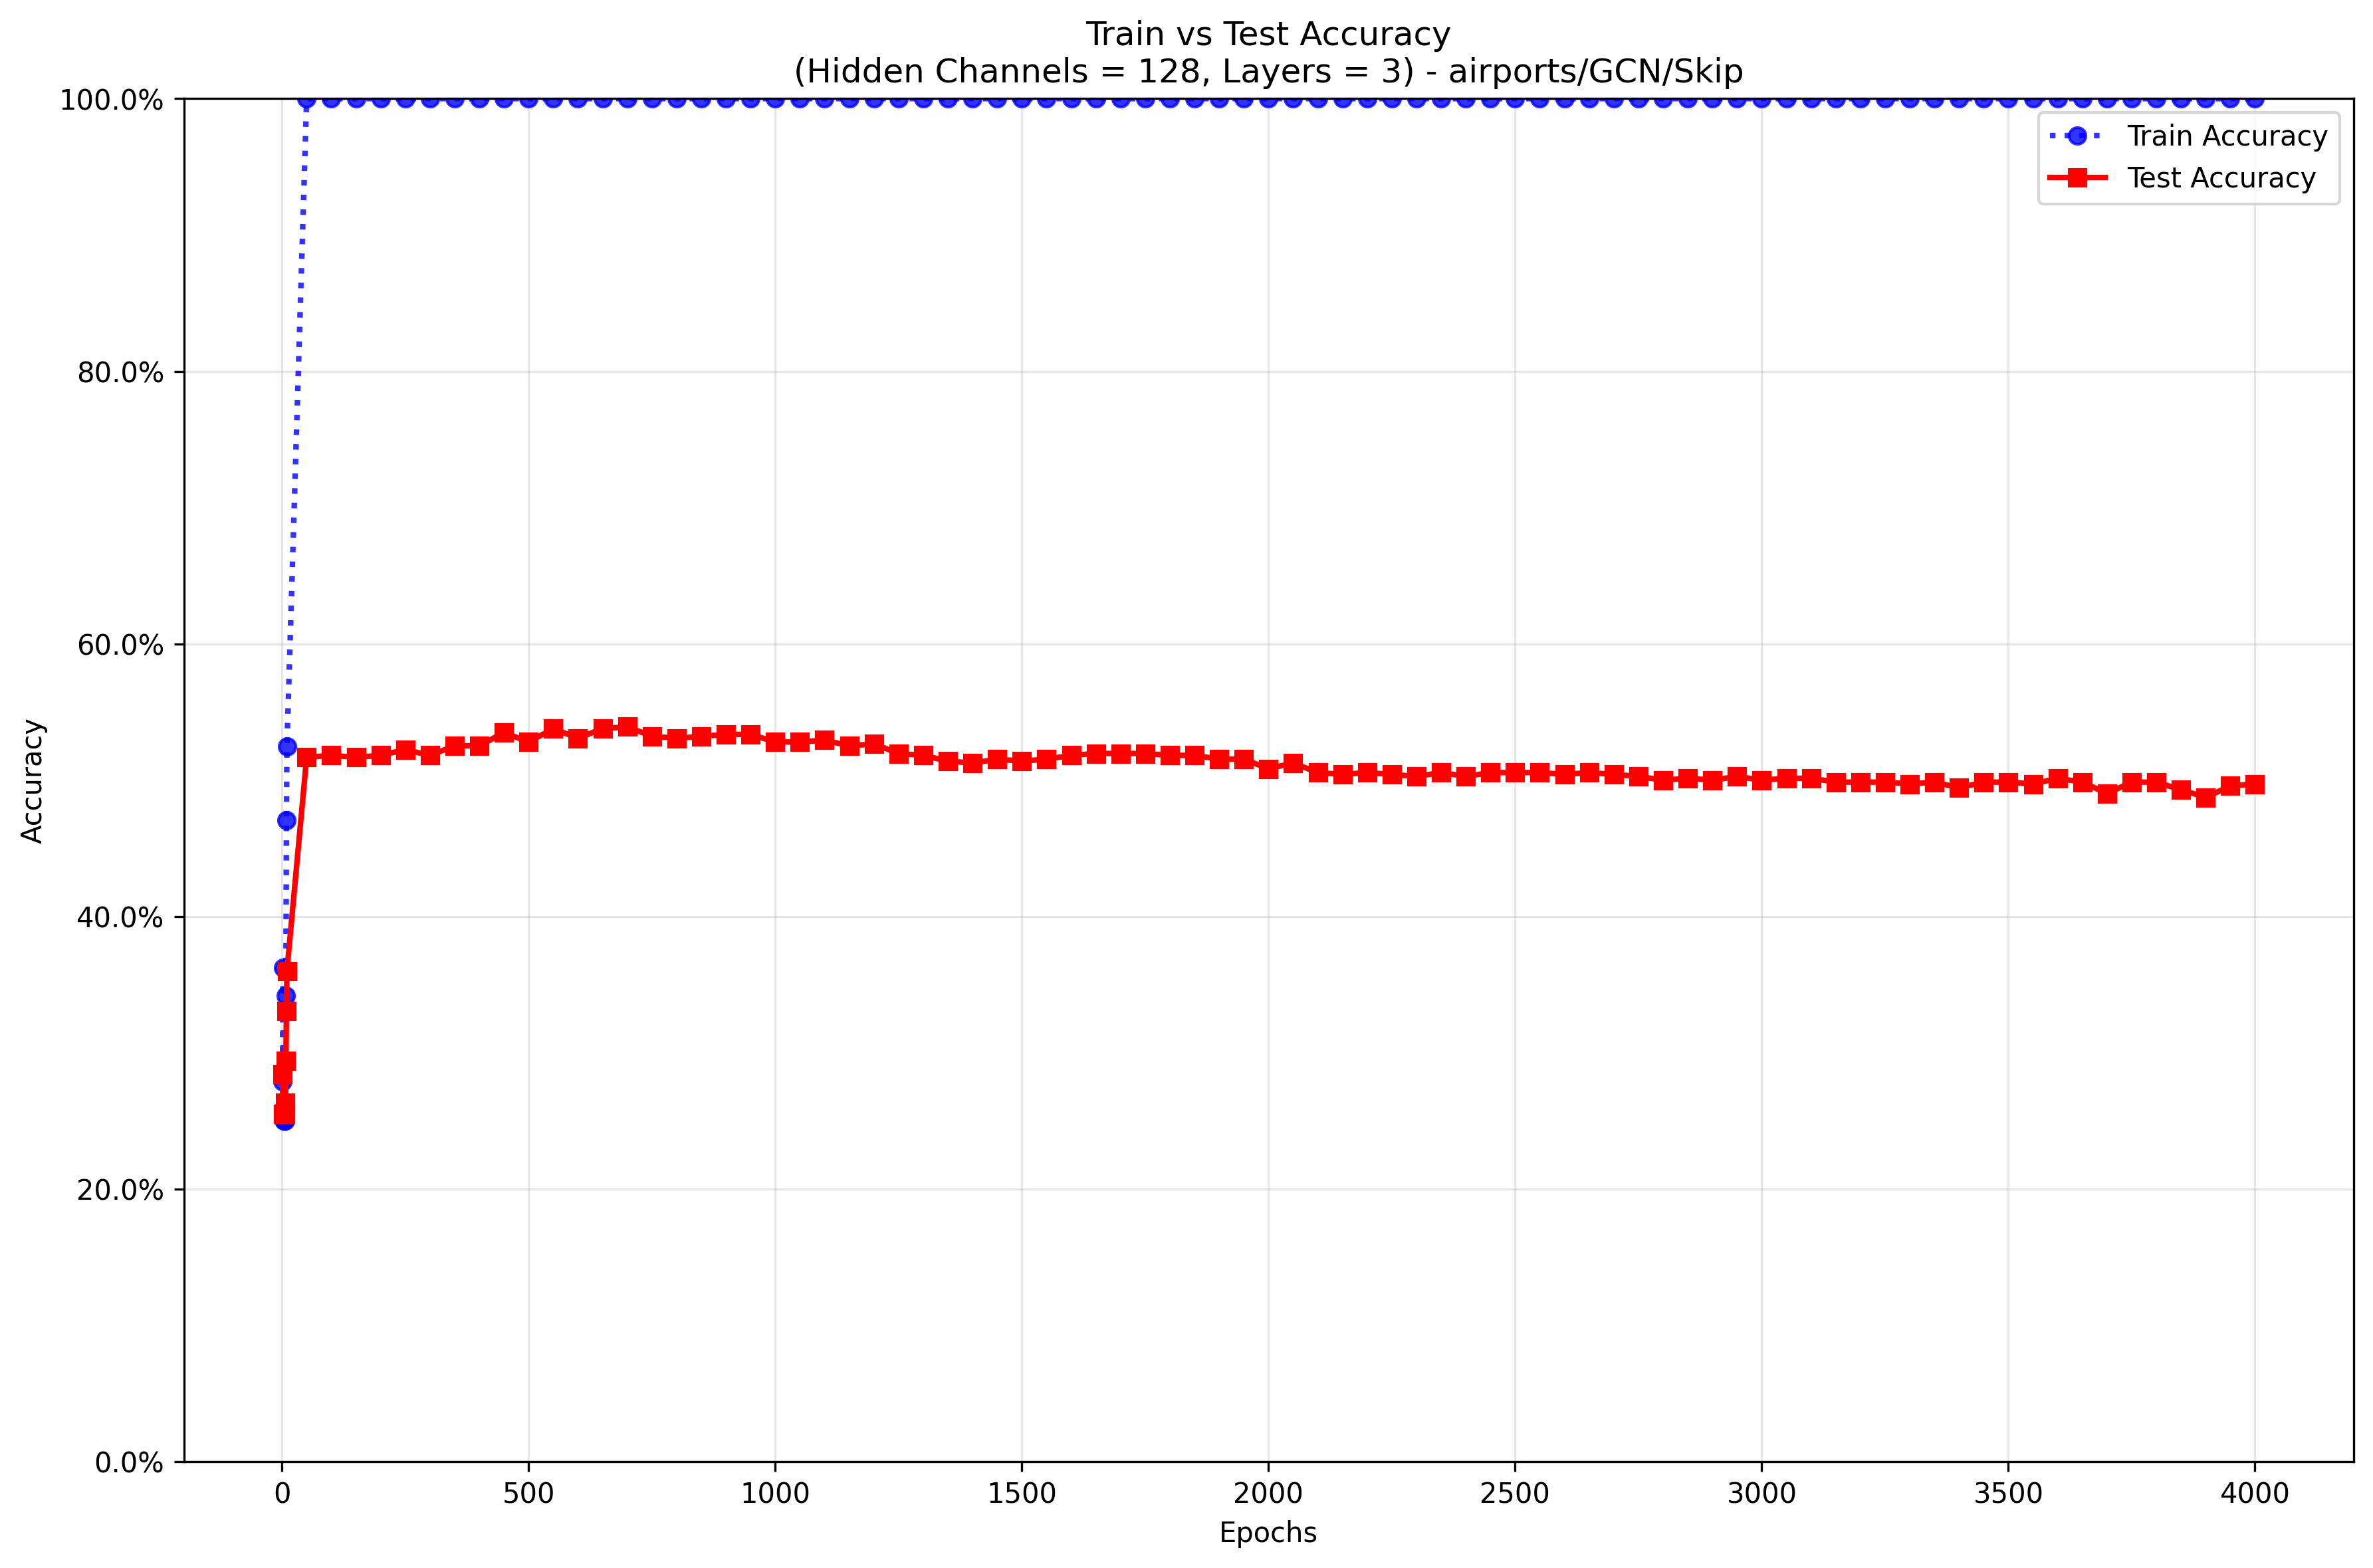 Train vs Test Accuracy
(Hidden Channels = 128, Layers = 3) - airports/GCN/Skip
100.0%
80.0%
60.0%
40.0%
20.0%
0.0%
Accuracy
Train Accuracy
Test Accuracy
0 500 1000 1500 2000 2500 3000 3500 4000
Epochs